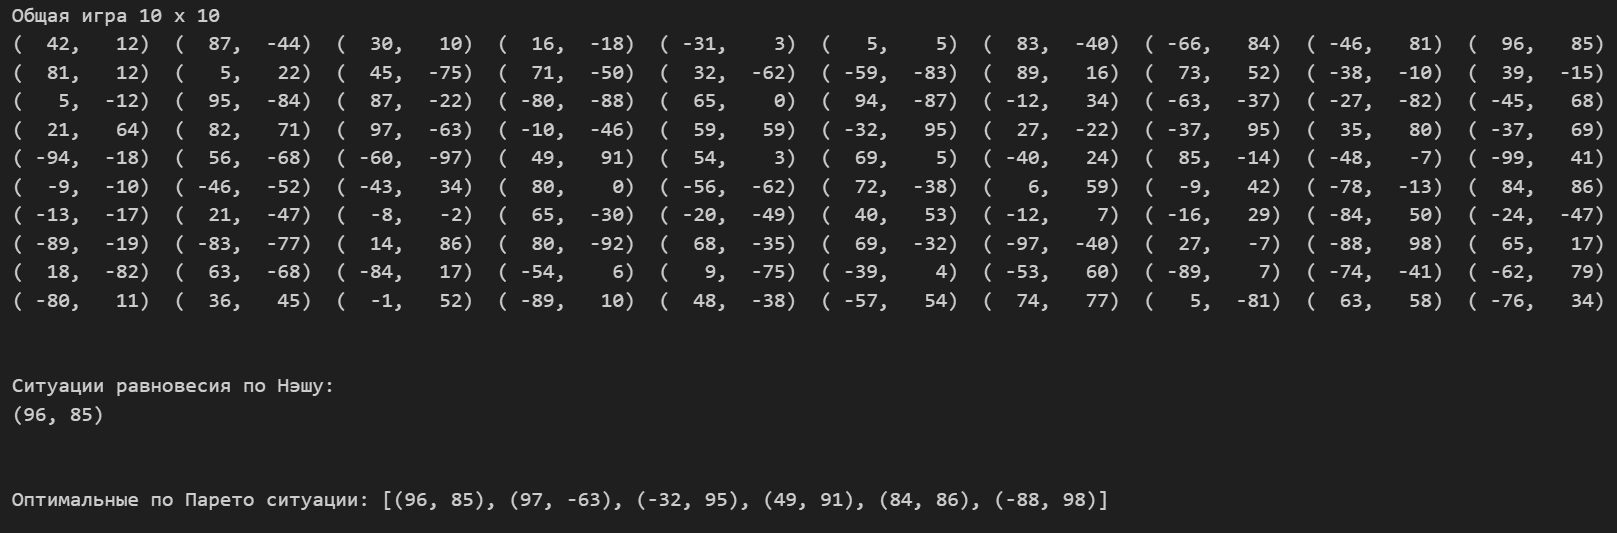 Общая игра 10 x 10
(  42,   12)  (  87,  -44)  (  30,   10)  (  16,  -18)  ( -31,    3)  (   5,    5)  (  83,  -40)  ( -66,   84)  ( -46,   81)  (  96,   85)
(  81,   12)  (   5,   22)  (  45,  -75)  (  71,  -50)  (  32,  -62)  ( -59,  -83)  (  89,   16)  (  73,   52)  ( -38,  -10)  (  39,  -15)
(   5,  -12)  (  95,  -84)  (  87,  -22)  ( -80,  -88)  (  65,    0)  (  94,  -87)  ( -12,   34)  ( -63,  -37)  ( -27,  -82)  ( -45,   68)
(  21,   64)  (  82,   71)  (  97,  -63)  ( -10,  -46)  (  59,   59)  ( -32,   95)  (  27,  -22)  ( -37,   95)  (  35,   80)  ( -37,   69)
( -94,  -18)  (  56,  -68)  ( -60,  -97)  (  49,   91)  (  54,    3)  (  69,    5)  ( -40,   24)  (  85,  -14)  ( -48,   -7)  ( -99,   41)
(  -9,  -10)  ( -46,  -52)  ( -43,   34)  (  80,    0)  ( -56,  -62)  (  72,  -38)  (   6,   59)  (  -9,   42)  ( -78,  -13)  (  84,   86)
( -13,  -17)  (  21,  -47)  (  -8,   -2)  (  65,  -30)  ( -20,  -49)  (  40,   53)  ( -12,    7)  ( -16,   29)  ( -84,   50)  ( -24,  -47)
( -89,  -19)  ( -83,  -77)  (  14,   86)  (  80,  -92)  (  68,  -35)  (  69,  -32)  ( -97,  -40)  (  27,   -7)  ( -88,   98)  (  65,   17)
(  18,  -82)  (  63,  -68)  ( -84,   17)  ( -54,    6)  (   9,  -75)  ( -39,    4)  ( -53,   60)  ( -89,    7)  ( -74,  -41)  ( -62,   79)
( -80,   11)  (  36,   45)  (  -1,   52)  ( -89,   10)  (  48,  -38)  ( -57,   54)  (  74,   77)  (   5,  -81)  (  63,   58)  ( -76,   34)
Ситуации равновесия по Нэшу:
(96, 85)
Оптимальные по Парето ситуации: [(96, 85), (97, -63), (-32, 95), (49, 91), (84, 86), (-88, 98)]